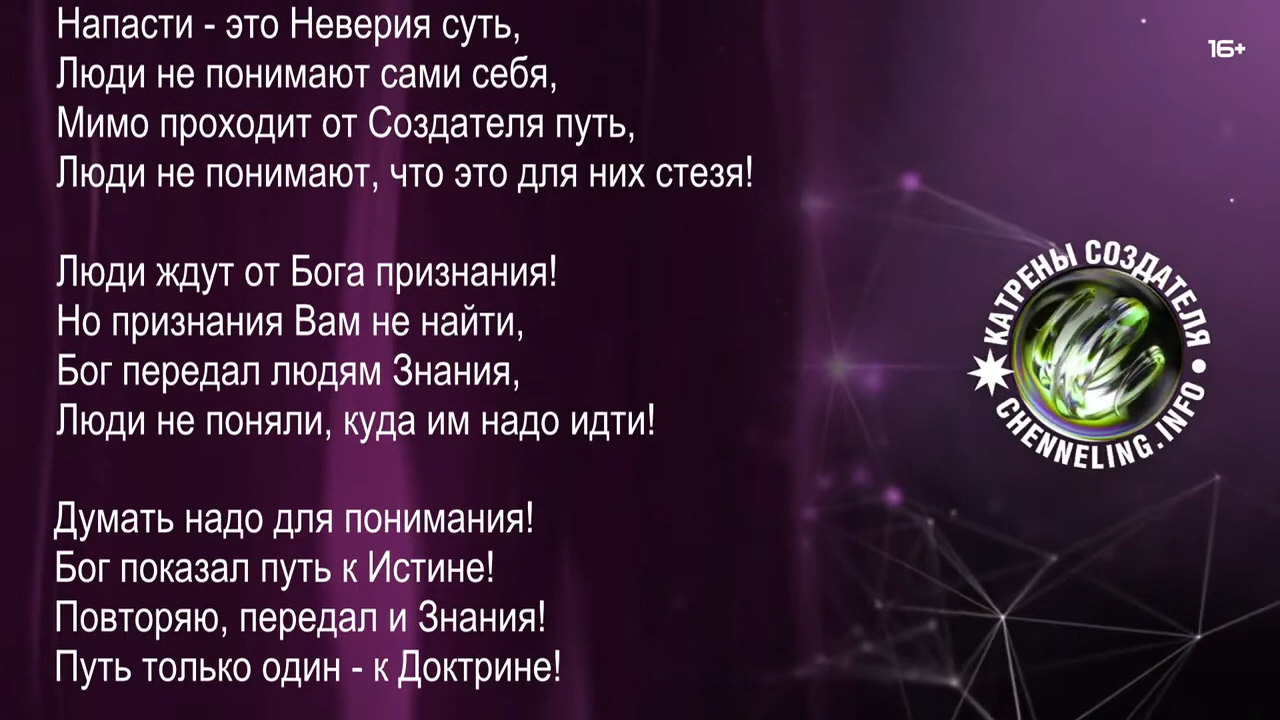 Напасти - это Неверия суть,
Люди не понимают сами себя,
Мимо проходит от Создателя путь,
Люди не понимают, что это для них стезя!
Люди ждут от Бога признания!
Но признания Вам не найти,
Бог передал людям Знания,
Люди не поняли, куда им надо идти!
Думать надо для понимания!
Бог показал путь к Истине!
Повторяю, передал и Знания!
Путь только один - к Доктрине!
16+
КАТРЕНЫ СОЗДАТЕЛЯ
CHENNELING.INFO